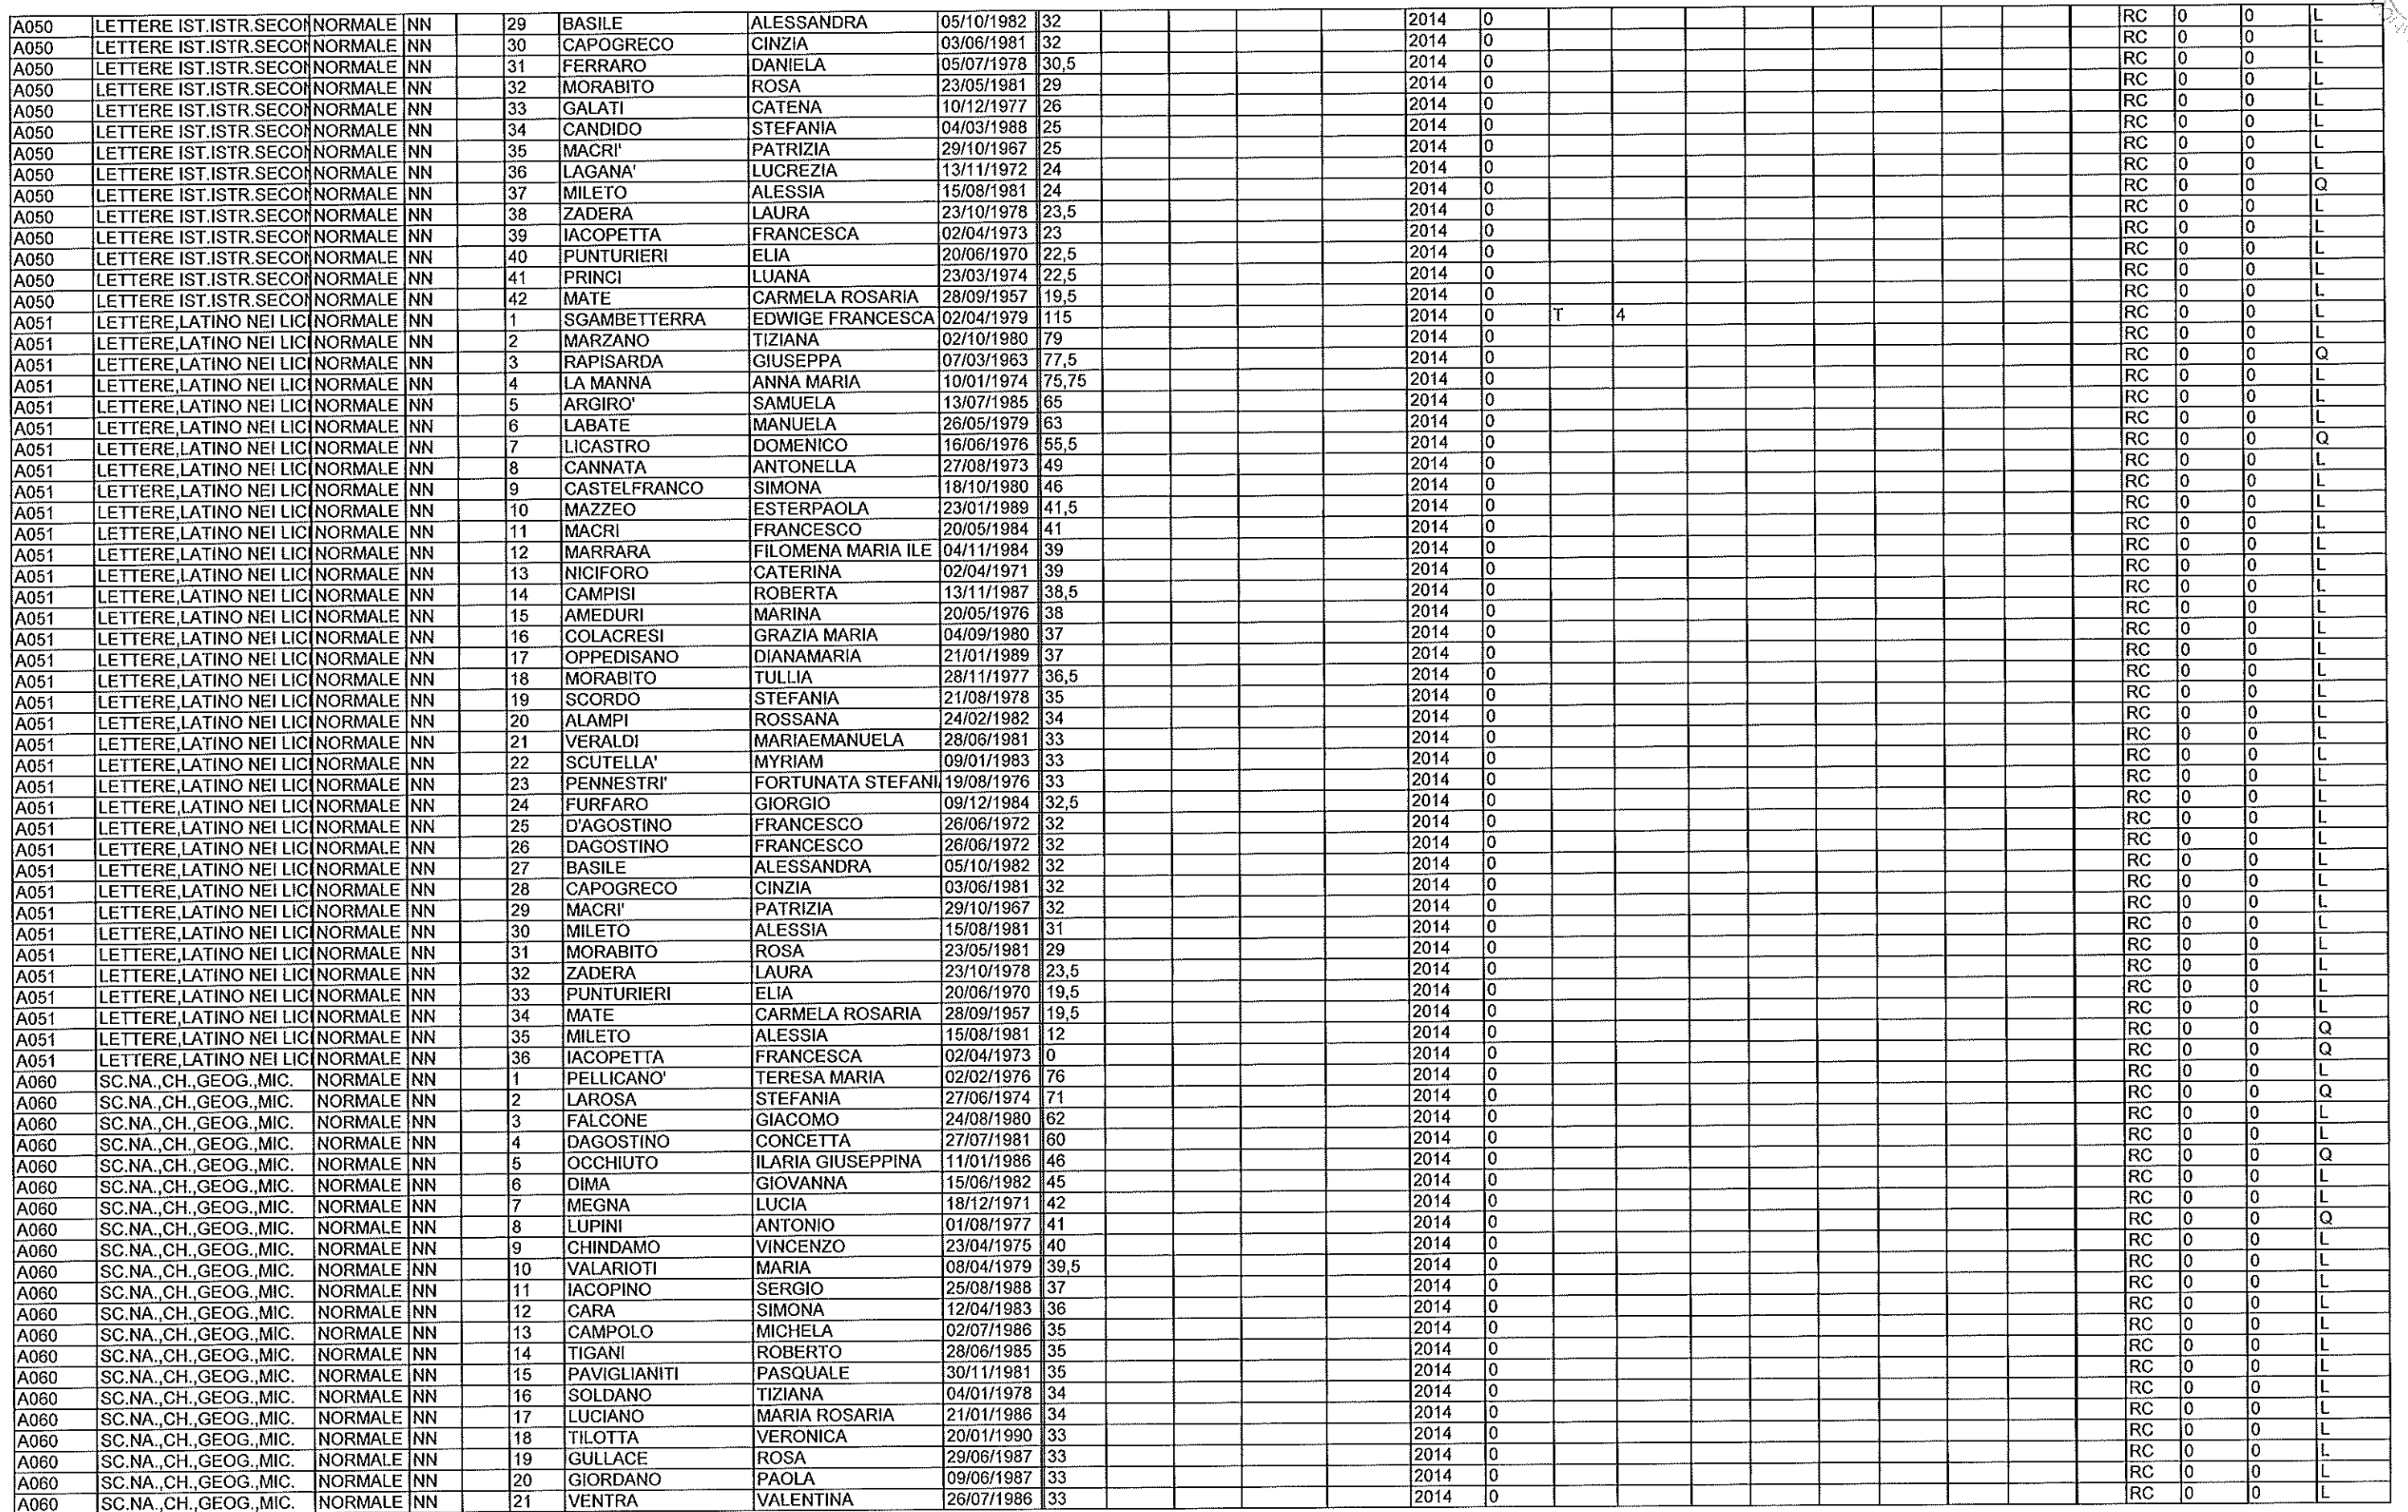 A050 LETTERE IST.ISTR.SECON NORMALE NN 29 BASILE ALESSANDRA 05/10/1982 32 2014 0 RC 0 0 L
A050 LETTERE IST.ISTR.SECON NORMALE NN 30 CAPOGRECO CINZIA 03/06/1981 32 2014 0 RC 0 0 L
A050 LETTERE IST.ISTR.SECON NORMALE NN 31 FERRARO DANIELA 05/07/1978 30,5 2014 0 RC 0 0 L
A050 LETTERE IST.ISTR.SECON NORMALE NN 32 MORABITO ROSA 23/05/1981 29 2014 0 RC 0 0 L
A050 LETTERE IST.ISTR.SECON NORMALE NN 33 GALATI CATENA 10/12/1977 26 2014 0 RC 0 0 L
A050 LETTERE IST.ISTR.SECON NORMALE NN 34 CANDIDO STEFANIA 04/03/1988 25 2014 0 RC 0 0 L
A050 LETTERE IST.ISTR.SECON NORMALE NN 35 MACRI' PATRIZIA 29/10/1967 25 2014 0 RC 0 0 L
A050 LETTERE IST.ISTR.SECON NORMALE NN 36 LAGANA' LUCREZIA 13/11/1972 24 2014 0 RC 0 0 L
A050 LETTERE IST.ISTR.SECON NORMALE NN 37 MILETO ALESSIA 15/08/1981 24 2014 0 RC 0 0 Q
A050 LETTERE IST.ISTR.SECON NORMALE NN 38 ZADERA LAURA 23/10/1978 23,5 2014 0 RC 0 0 L
A050 LETTERE IST.ISTR.SECON NORMALE NN 39 IACOPETTA FRANCESCA 02/04/1973 23 2014 0 RC 0 0 L
A050 LETTERE IST.ISTR.SECON NORMALE NN 40 PUNTURIERI ELIA 20/06/1970 22,5 2014 0 RC 0 0 L
A050 LETTERE IST.ISTR.SECON NORMALE NN 41 PRINCI LUANA 23/03/1974 22,5 2014 0 RC 0 0 L
A050 LETTERE IST.ISTR.SECON NORMALE NN 42 MATE CARMELA ROSARIA 28/09/1957 19,5 2014 0 RC 0 0 L
A051 LETTERE,LATINO NEI LICI NORMALE NN 1 SGAMBETTERRA EDWIGE FRANCESCA 02/04/1979 115 2014 0 T 4 RC 0 0 L
A051 LETTERE,LATINO NEI LICI NORMALE NN 2 MARZANO TIZIANA 02/10/1980 79 2014 0 RC 0 0 L
A051 LETTERE,LATINO NEI LICI NORMALE NN 3 RAPISARDA GIUSEPPA 07/03/1963 77,5 2014 0 RC 0 0 Q
A051 LETTERE,LATINO NEI LICI NORMALE NN 4 LA MANNA ANNA MARIA 10/01/1974 75,75 2014 0 RC 0 0 L
A051 LETTERE,LATINO NEI LICI NORMALE NN 5 ARGIRO' SAMUELA 13/07/1985 65 2014 0 RC 0 0 L
A051 LETTERE,LATINO NEI LICI NORMALE NN 6 LABATE MANUELA 26/05/1979 63 2014 0 RC 0 0 L
A051 LETTERE,LATINO NEI LICI NORMALE NN 7 LICASTRO DOMENICO 16/06/1976 55,5 2014 0 RC 0 0 Q
A051 LETTERE,LATINO NEI LICI NORMALE NN 8 CANNATA ANTONELLA 27/08/1973 49 2014 0 RC 0 0 L
A051 LETTERE,LATINO NEI LICI NORMALE NN 9 CASTELFRANCO SIMONA 18/10/1980 46 2014 0 RC 0 0 L
A051 LETTERE,LATINO NEI LICI NORMALE NN 10 MAZZEO ESTERPAOLA 23/01/1989 41,5 2014 0 RC 0 0 L
A051 LETTERE,LATINO NEI LICI NORMALE NN 11 MACRI FRANCESCO 20/05/1984 41 2014 0 RC 0 0 L
A051 LETTERE,LATINO NEI LICI NORMALE NN 12 MARRARA FILOMENA MARIA ILE 04/11/1984 39 2014 0 RC 0 0 L
A051 LETTERE,LATINO NEI LICI NORMALE NN 13 NICIFORO CATERINA 02/04/1971 39 2014 0 RC 0 0 L
A051 LETTERE,LATINO NEI LICI NORMALE NN 14 CAMPISI ROBERTA 13/11/1987 38,5 2014 0 RC 0 0 L
A051 LETTERE,LATINO NEI LICI NORMALE NN 15 AMEDURI MARINA 20/05/1976 38 2014 0 RC 0 0 L
A051 LETTERE,LATINO NEI LICI NORMALE NN 16 COLACRESI GRAZIA MARIA 04/09/1980 37 2014 0 RC 0 0 L
A051 LETTERE,LATINO NEI LICI NORMALE NN 17 OPPEDISANO DIANAMARIA 21/01/1989 37 2014 0 RC 0 0 L
A051 LETTERE,LATINO NEI LICI NORMALE NN 18 MORABITO TULLIA 28/11/1977 36,5 2014 0 RC 0 0 L
A051 LETTERE,LATINO NEI LICI NORMALE NN 19 SCORDO STEFANIA 21/08/1978 35 2014 0 RC 0 0 L
A051 LETTERE,LATINO NEI LICI NORMALE NN 20 ALAMPI ROSSANA 24/02/1982 34 2014 0 RC 0 0 L
A051 LETTERE,LATINO NEI LICI NORMALE NN 21 VERALDI MARIAEMANUELA 28/06/1981 33 2014 0 RC 0 0 L
A051 LETTERE,LATINO NEI LICI NORMALE NN 22 SCUTELLA' MYRIAM 09/01/1983 33 2014 0 RC 0 0 L
A051 LETTERE,LATINO NEI LICI NORMALE NN 23 PENNESTRI' FORTUNATA STEFANI 19/08/1976 33 2014 0 RC 0 0 L
A051 LETTERE,LATINO NEI LICI NORMALE NN 24 FURFARO GIORGIO 09/12/1984 32,5 2014 0 RC 0 0 L
A051 LETTERE,LATINO NEI LICI NORMALE NN 25 D'AGOSTINO FRANCESCO 26/06/1972 32 2014 0 RC 0 0 L
A051 LETTERE,LATINO NEI LICI NORMALE NN 26 DAGOSTINO FRANCESCO 26/06/1972 32 2014 0 RC 0 0 L
A051 LETTERE,LATINO NEI LICI NORMALE NN 27 BASILE ALESSANDRA 05/10/1982 32 2014 0 RC 0 0 L
A051 LETTERE,LATINO NEI LICI NORMALE NN 28 CAPOGRECO CINZIA 03/06/1981 32 2014 0 RC 0 0 L
A051 LETTERE,LATINO NEI LICI NORMALE NN 29 MACRI' PATRIZIA 29/10/1967 32 2014 0 RC 0 0 L
A051 LETTERE,LATINO NEI LICI NORMALE NN 30 MILETO ALESSIA 15/08/1981 31 2014 0 RC 0 0 L
A051 LETTERE,LATINO NEI LICI NORMALE NN 31 MORABITO ROSA 23/05/1981 29 2014 0 RC 0 0 L
A051 LETTERE,LATINO NEI LICI NORMALE NN 32 ZADERA LAURA 23/10/1978 23,5 2014 0 RC 0 0 L
A051 LETTERE,LATINO NEI LICI NORMALE NN 33 PUNTURIERI ELIA 20/06/1970 19,5 2014 0 RC 0 0 L
A051 LETTERE,LATINO NEI LICI NORMALE NN 34 MATE CARMELA ROSARIA 28/09/1957 19,5 2014 0 RC 0 0 L
A051 LETTERE,LATINO NEI LICI NORMALE NN 35 MILETO ALESSIA 15/08/1981 12 2014 0 RC 0 0 Q
A051 LETTERE,LATINO NEI LICI NORMALE NN 36 IACOPETTA FRANCESCA 02/04/1973 0 2014 0 RC 0 0 Q
A060 SC.NA.,CH.,GEOG.,MIC. NORMALE NN 1 PELLICANO' TERESA MARIA 02/02/1976 76 2014 0 RC 0 0 L
A060 SC.NA.,CH.,GEOG.,MIC. NORMALE NN 2 LAROSA STEFANIA 27/06/1974 71 2014 0 RC 0 0 Q
A060 SC.NA.,CH.,GEOG.,MIC. NORMALE NN 3 FALCONE GIACOMO 24/08/1980 62 2014 0 RC 0 0 L
A060 SC.NA.,CH.,GEOG.,MIC. NORMALE NN 4 DAGOSTINO CONCETTA 27/07/1981 60 2014 0 RC 0 0 L
A060 SC.NA.,CH.,GEOG.,MIC. NORMALE NN 5 OCCHIUTO ILARIA GIUSEPPINA 11/01/1986 46 2014 0 RC 0 0 Q
A060 SC.NA.,CH.,GEOG.,MIC. NORMALE NN 6 DIMA GIOVANNA 15/06/1982 45 2014 0 RC 0 0 L
A060 SC.NA.,CH.,GEOG.,MIC. NORMALE NN 7 MEGNA LUCIA 18/12/1971 42 2014 0 RC 0 0 L
A060 SC.NA.,CH.,GEOG.,MIC. NORMALE NN 8 LUPINI ANTONIO 01/08/1977 41 2014 0 RC 0 0 Q
A060 SC.NA.,CH.,GEOG.,MIC. NORMALE NN 9 CHINDAMO VINCENZO 23/04/1975 40 2014 0 RC 0 0 L
A060 SC.NA.,CH.,GEOG.,MIC. NORMALE NN 10 VALARIOTI MARIA 08/04/1979 39,5 2014 0 RC 0 0 L
A060 SC.NA.,CH.,GEOG.,MIC. NORMALE NN 11 IACOPINO SERGIO 25/08/1988 37 2014 0 RC 0 0 L
A060 SC.NA.,CH.,GEOG.,MIC. NORMALE NN 12 CARA SIMONA 12/04/1983 36 2014 0 RC 0 0 L
A060 SC.NA.,CH.,GEOG.,MIC. NORMALE NN 13 CAMPOLO MICHELA 02/07/1986 35 2014 0 RC 0 0 L
A060 SC.NA.,CH.,GEOG.,MIC. NORMALE NN 14 TIGANI ROBERTO 28/06/1985 35 2014 0 RC 0 0 L
A060 SC.NA.,CH.,GEOG.,MIC. NORMALE NN 15 PAVIGLIANITI PASQUALE 30/11/1981 35 2014 0 RC 0 0 L
A060 SC.NA.,CH.,GEOG.,MIC. NORMALE NN 16 SOLDANO TIZIANA 04/01/1978 34 2014 0 RC 0 0 L
A060 SC.NA.,CH.,GEOG.,MIC. NORMALE NN 17 LUCIANO MARIA ROSARIA 21/01/1986 34 2014 0 RC 0 0 L
A060 SC.NA.,CH.,GEOG.,MIC. NORMALE NN 18 TILOTTA VERONICA 20/01/1990 33 2014 0 RC 0 0 L
A060 SC.NA.,CH.,GEOG.,MIC. NORMALE NN 19 GULLACE ROSA 29/06/1987 33 2014 0 RC 0 0 L
A060 SC.NA.,CH.,GEOG.,MIC. NORMALE NN 20 GIORDANO PAOLA 09/06/1987 33 2014 0 RC 0 0 L
A060 SC.NA.,CH.,GEOG.,MIC. NORMALE NN 21 VENTRA VALENTINA 26/07/1986 33 2014 0 RC 0 0 L